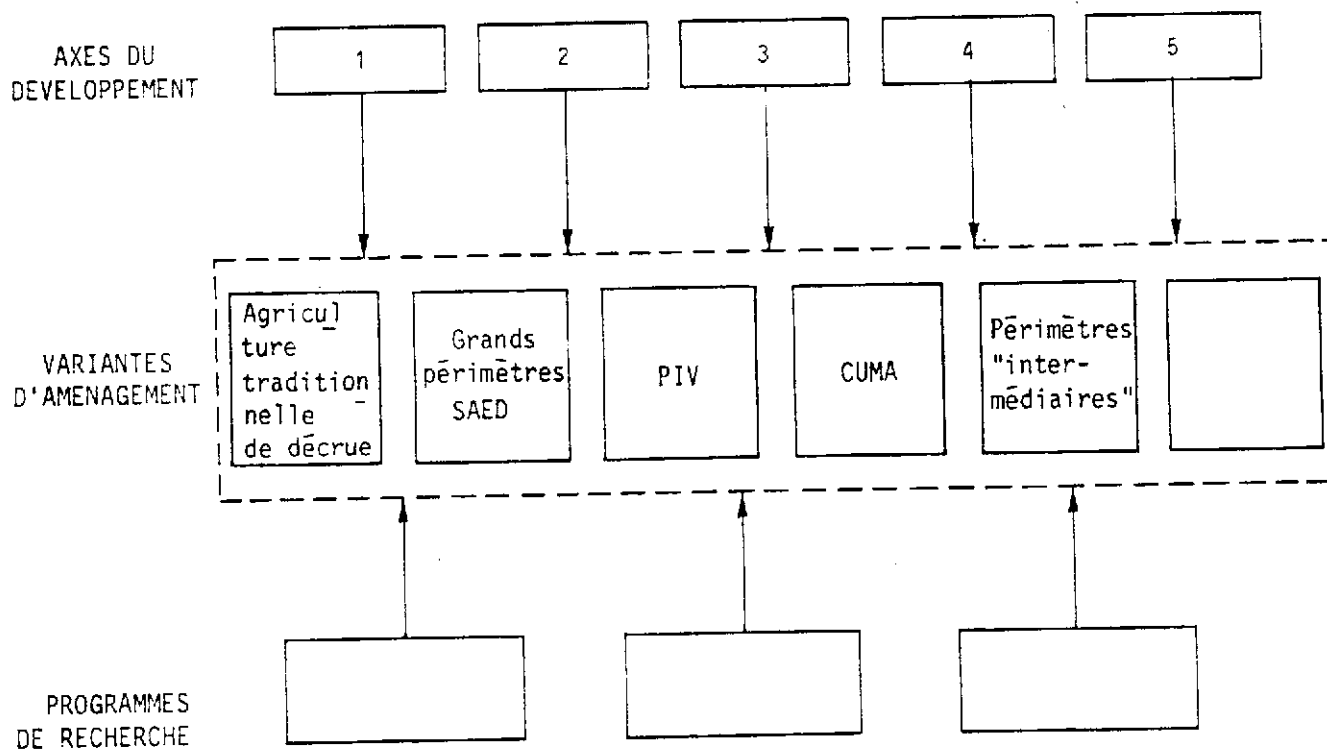 AXES DU
DEVELOPPEMENT
1
2
3
4
5
VARIANTES
D'AMENAGEMENT
Agricul
ture
tradition
nelle
de décrue
Grands
périmètres
SAED
PIV
CUMA
Périmètres
"inter-
médiaires"
PROGRAMMES
DE RECHERCHE